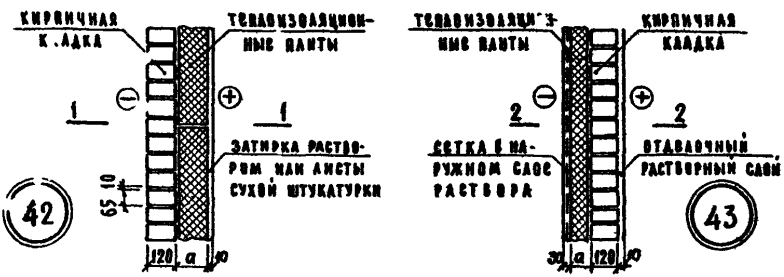 КИРПИЧНАЯ
К.АДКА
ТЕПЛОИЗОЛЯЦИОН-
НЫЕ ПЛИТЫ
1
1
ЗАТИРКА РАСТВО-
РОМ ИЛИ ЛИСТЫ
СУХОЙ ШТУКАТУРКИ
65 10
42
120 а 10
ТЕПЛОИЗОЛЯЦИ
НЫЕ ПЛИТЫ
КИРПИЧНАЯ
КЛАДКА
2
2
СЕТКА В НА-
РУЖНОМ СЛОЕ
РАСТВОРА
ОТДЕЛОЧНЫЙ
РАСТВОРНЫЙ СЛОЙ
43
30 а 120 10